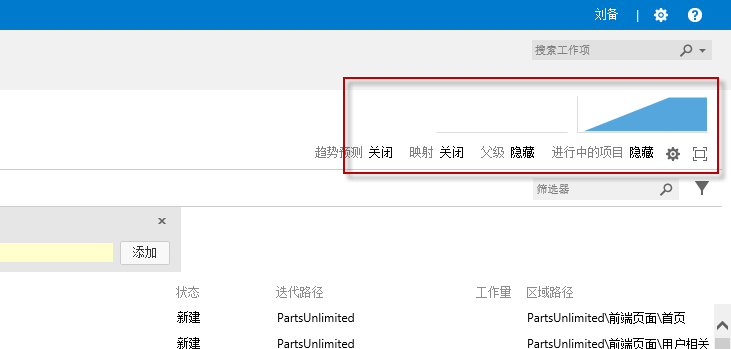 刘备 |
搜索工作项
趋势预测 关闭 映射 关闭 父级 隐藏 进行中的项目 隐藏
筛选器
添加
状态 迭代路径 工作量 区域路径
新建 PartsUnlimited PartsUnlimited\前端页面\首页
新建 PartsUnlimited PartsUnlimited\前端页面\用户相关